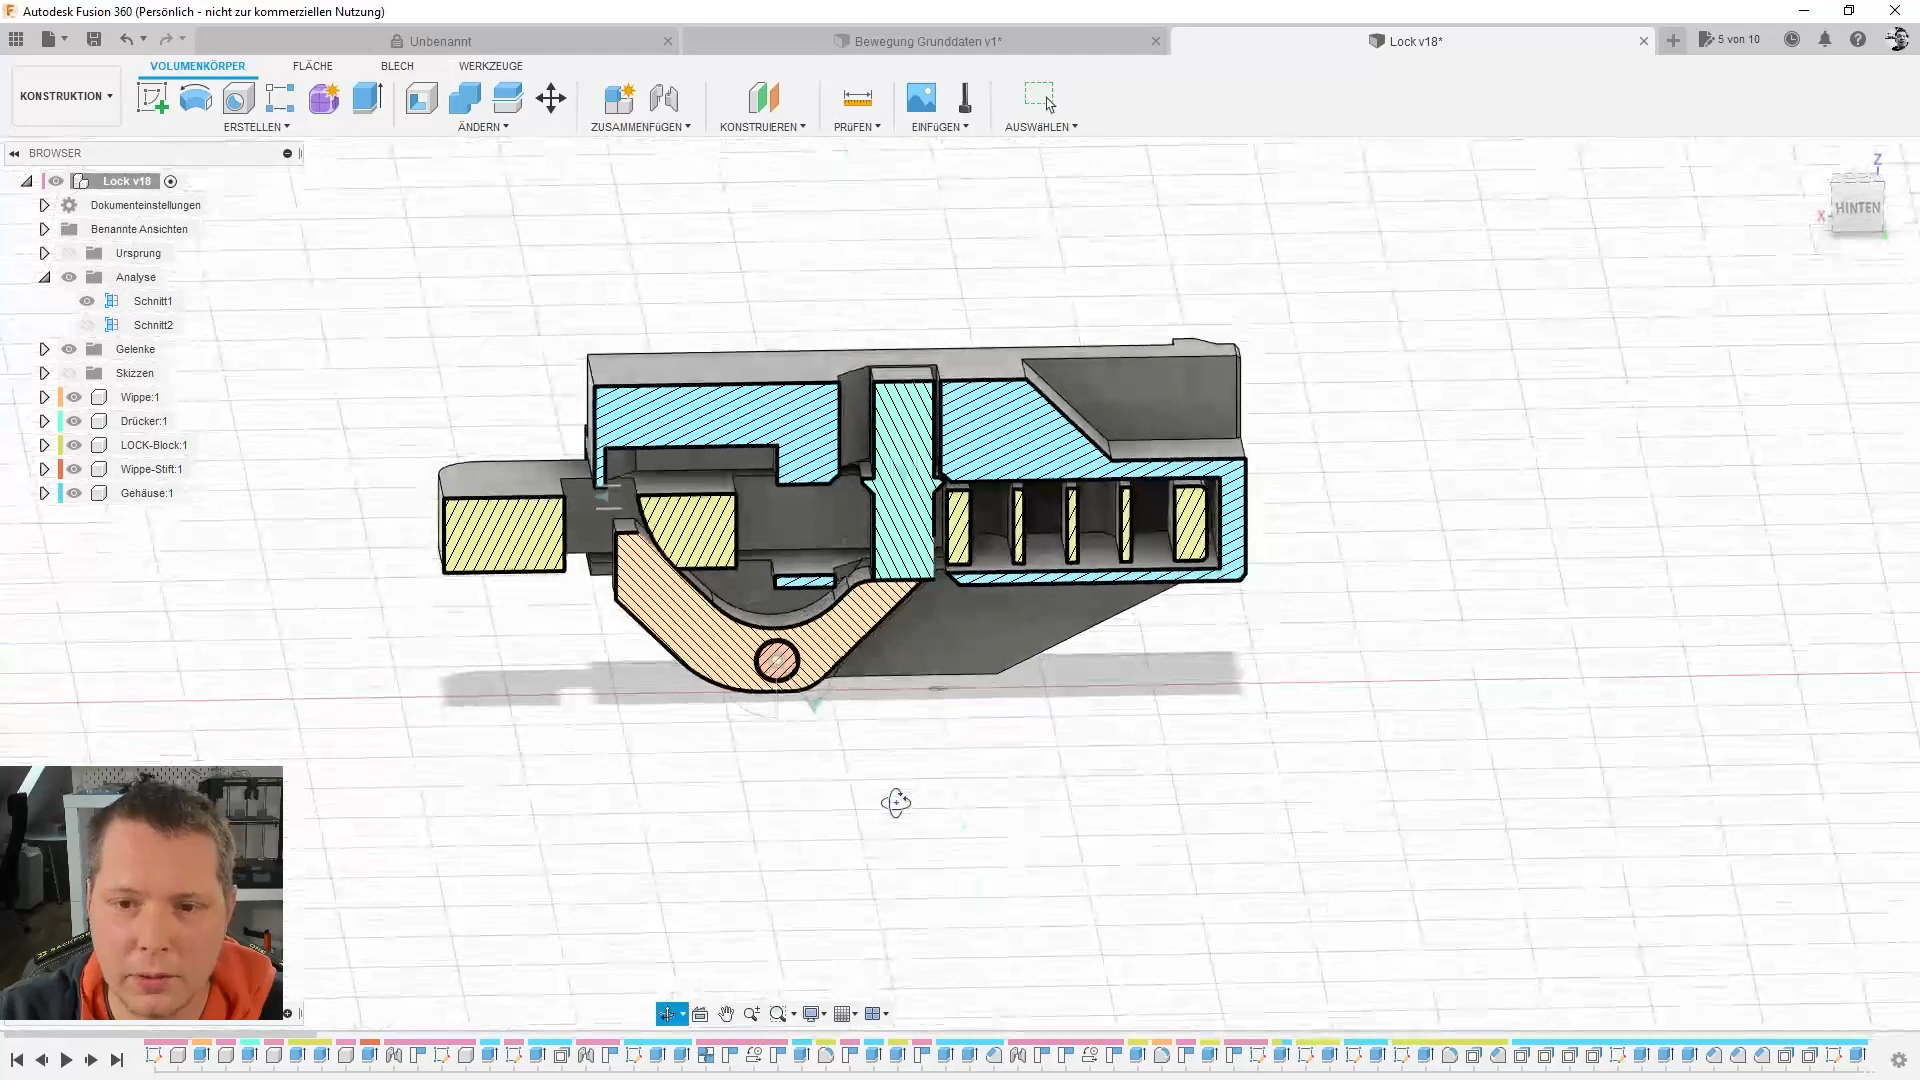 Autodesk Fusion 360 (Persönlich - nicht zur kommerziellen Nutzung)
Unbenannt
Bewegung Grunddaten v1*
Lock v18*
5 von 10
KONSTRUKTION
VOLUMENKÖRPER
FLÄCHE
BLECH
WERKZEUGE
ERSTELLEN
ÄNDERN
ZUSAMMENFüGEN
KONSTRUIEREN
PRüFEN
EINFüGEN
AUSWäHLEN
BROWSER
Lock v18
Dokumenteinstellungen
Benannte Ansichten
Ursprung
Analyse
Schnitt1
Schnitt2
Gelenke
Skizzen
Wippe:1
Drücker:1
LOCK-Block:1
Wippe-Stift:1
Gehäuse:1
Z
X
HINTEN